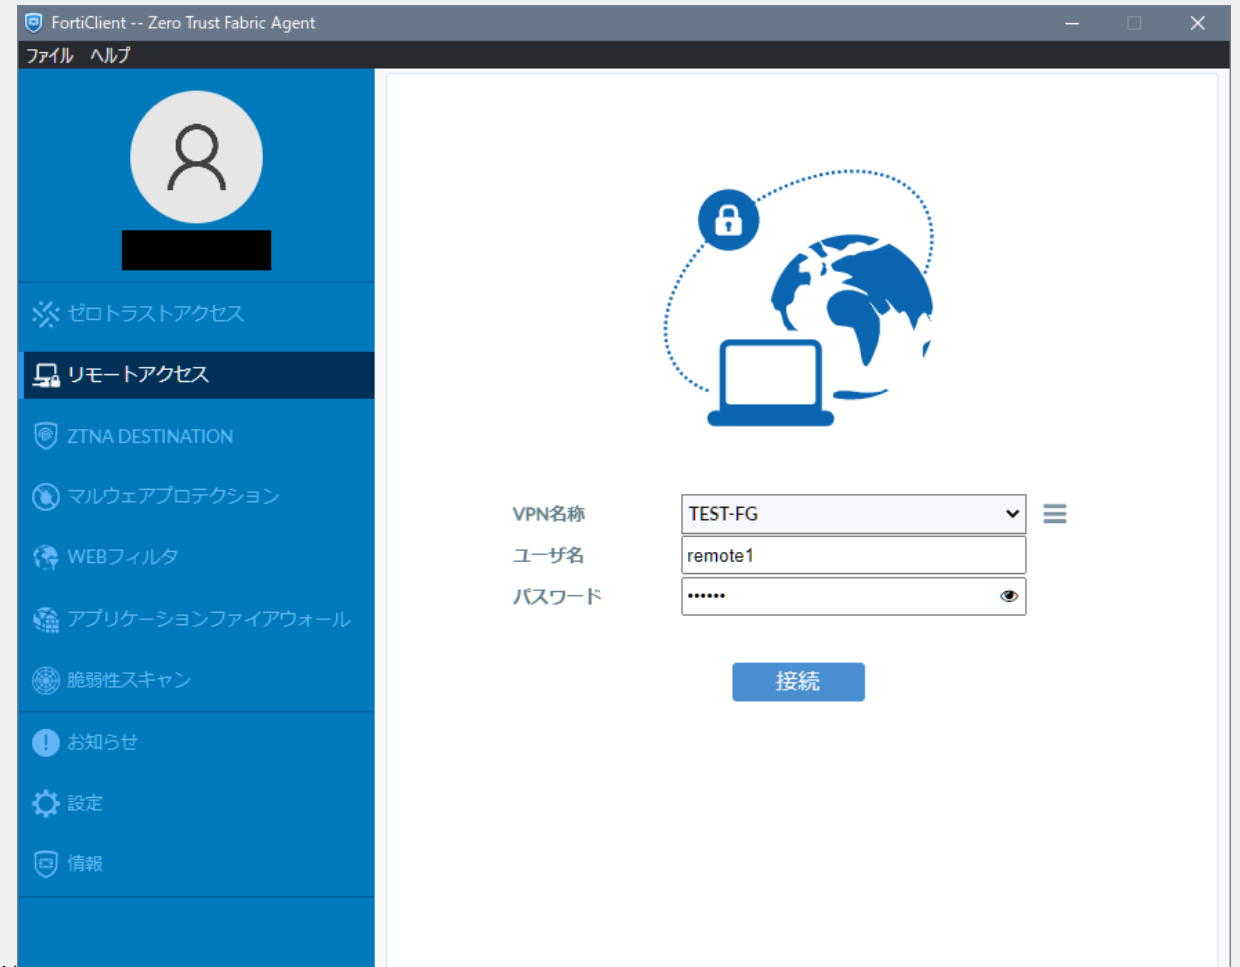 FortiClient -- Zero Trust Fabric Agent
ファイル ヘルプ
ゼロトラストアクセス
リモートアクセス
ZTNA DESTINATION
マルウェアプロテクション
WEBフィルタ
アプリケーションファイアウォール
脆弱性スキャン
お知らせ
設定
情報
VPN名称 TEST-FG
ユーザ名 remote1
パスワード ••••••
接続